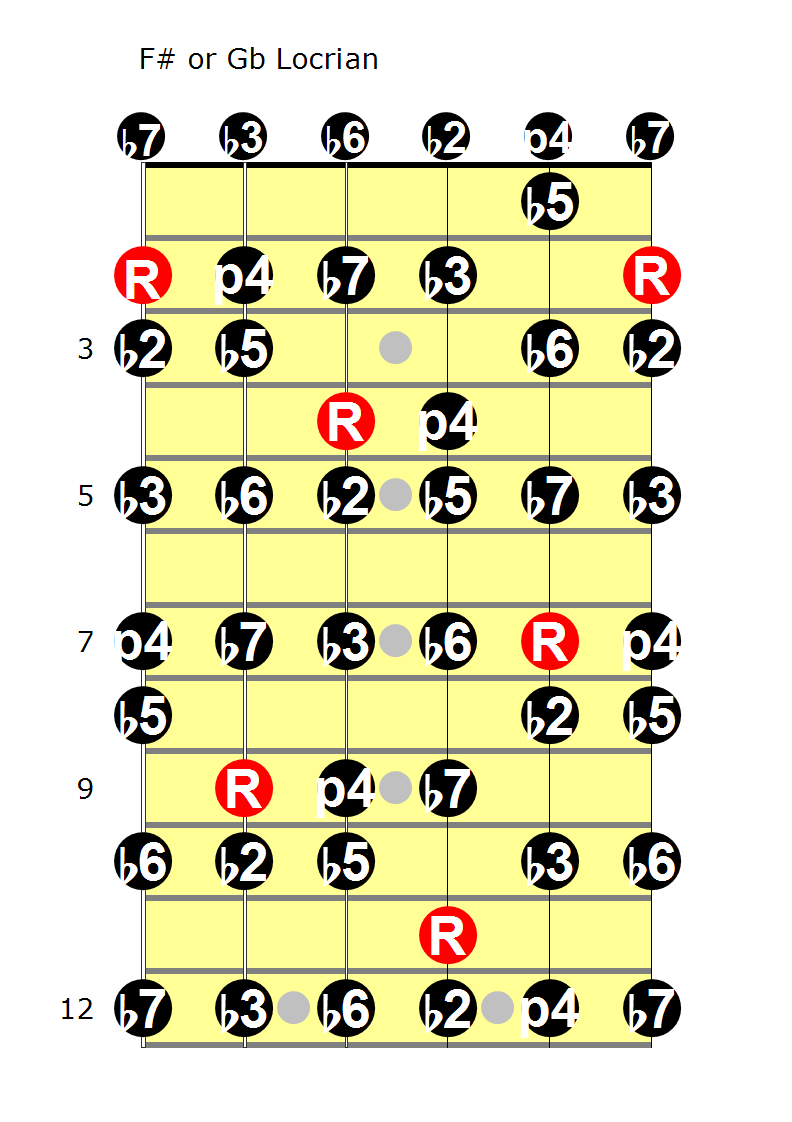 F# or Gb Locrian
♭7 ♭3 ♭6 ♭2 p4 ♭7
♭5
R p4 ♭7 ♭3 R
3 ♭2 ♭5 ♭6 ♭2
R p4
5 ♭3 ♭6 ♭2 ♭5 ♭7 ♭3
7 p4 ♭7 ♭3 ♭6 R p4
♭5 ♭2 ♭5
9 R p4 ♭7
♭6 ♭2 ♭5 ♭3 ♭6
R
12 ♭7 ♭3 ♭6 ♭2 p4 ♭7